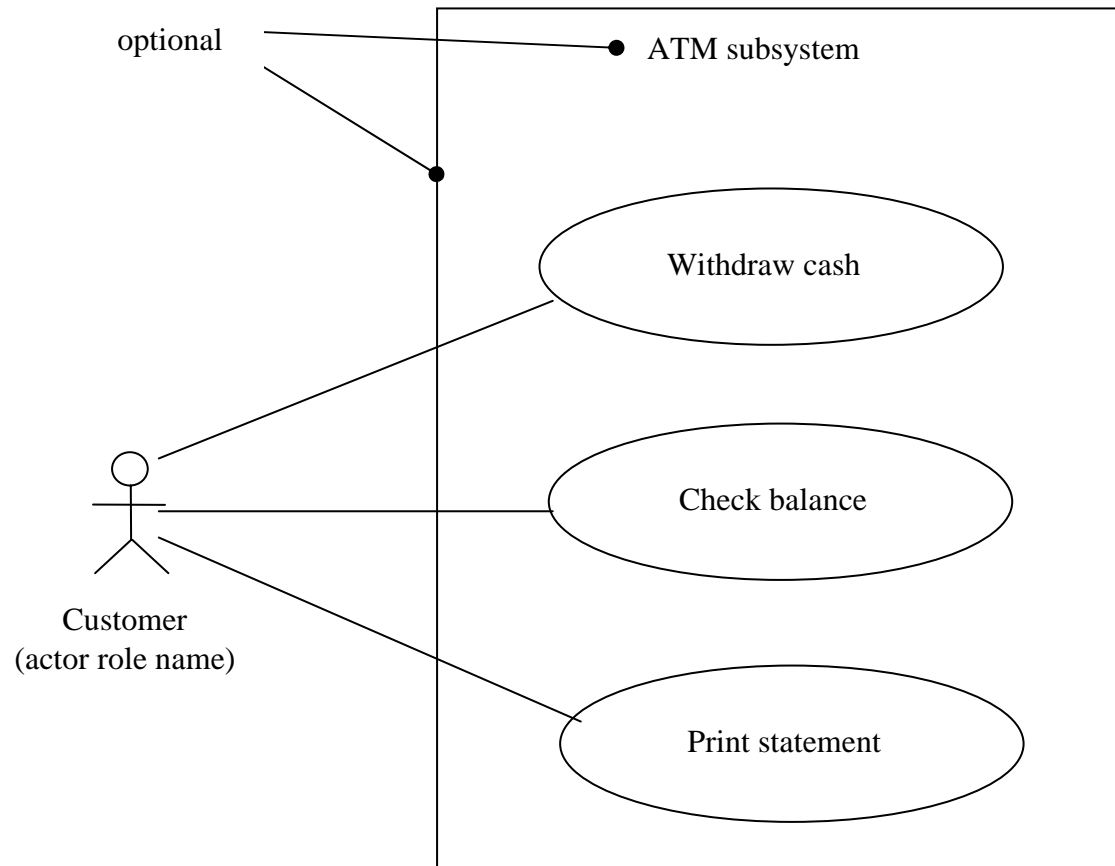 optional
ATM subsystem
Withdraw cash
Check balance
Customer
(actor role name)
Print statement